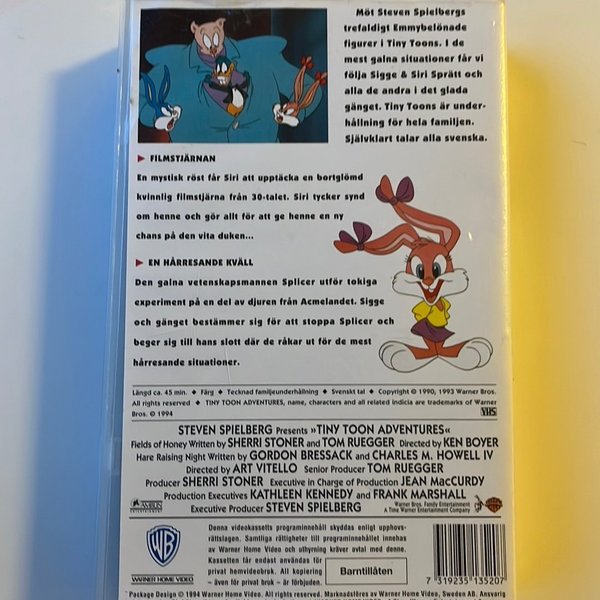 Möt Steven Spielbergs
trefaldigt Emmybelönade
figurer i Tiny Toons. I de
mest galna situationer får vi
följa Sigge & Siri Sprätt och
alla de andra i det glada
gänget. Tiny Toons är under-
hållning för hela familjen.
Självklart talar alla svenska.
FILMSTJÄRNAN
En mystisk röst får Siri att upptäcka en bortglömd
kvinnlig filmstjärna från 30-talet. Siri tycker synd
om henne och gör allt för att ge henne en ny
chans på den vita duken...
EN HÅRRESANDE KVÄLL
Den galna vetenskapsmannen Splicer utför tokiga
experiment på en del av djuren från Acmelandet. Sigge
och gänget bestämmer sig för att stoppa Splicer och
beger sig till hans slott där de råkar ut för de mest
hårresande situationer.
Längd ca. 45 min. ♦ Färg ♦ Tecknad familjeunderhållning ♦ Svenskt tal ♦ Copyright © 1990, 1993 Warner Bros.
All rights reserved ♦ TINY TOON ADVENTURES, name, characters and all related indicia are trademarks of Warner
Bros. © 1994
VHS
STEVEN SPIELBERG Presents »TINY TOON ADVENTURES«
Fields of Honey Written by SHERRI STONER and TOM RUEGGER Directed by KEN BOYER
Hare Raising Night Written by GORDON BRESSACK and CHARLES M. HOWELL IV
Directed by ART VITELLO Senior Producer TOM RUEGGER
Producer SHERRI STONER Executive in Charge of Production JEAN MacCURDY
Production Executives KATHLEEN KENNEDY and FRANK MARSHALL
Executive Producer STEVEN SPIELBERG
AMBLIN
Warner Bros. Family Entertainment
A Time Warner Entertainment Company
WB
WARNER HOME VIDEO
Denna videokassetts programinnehåll skyddas enligt upphovs-
rättslagen. Samtliga rättigheter till programinnehållet innehas
av Warner Home Video och uthyrning kräver avtal med denne.
Kassetten får endast användas för
privat hemvideobruk. All kopiering
– även för privat bruk – är förbjuden.
Barntillåten
7 319235 135207
Package Design © 1994 Warner Home Video. All rights reserved. Marknadsföres av Warner Home Video, Sweden AB. Ansvarig